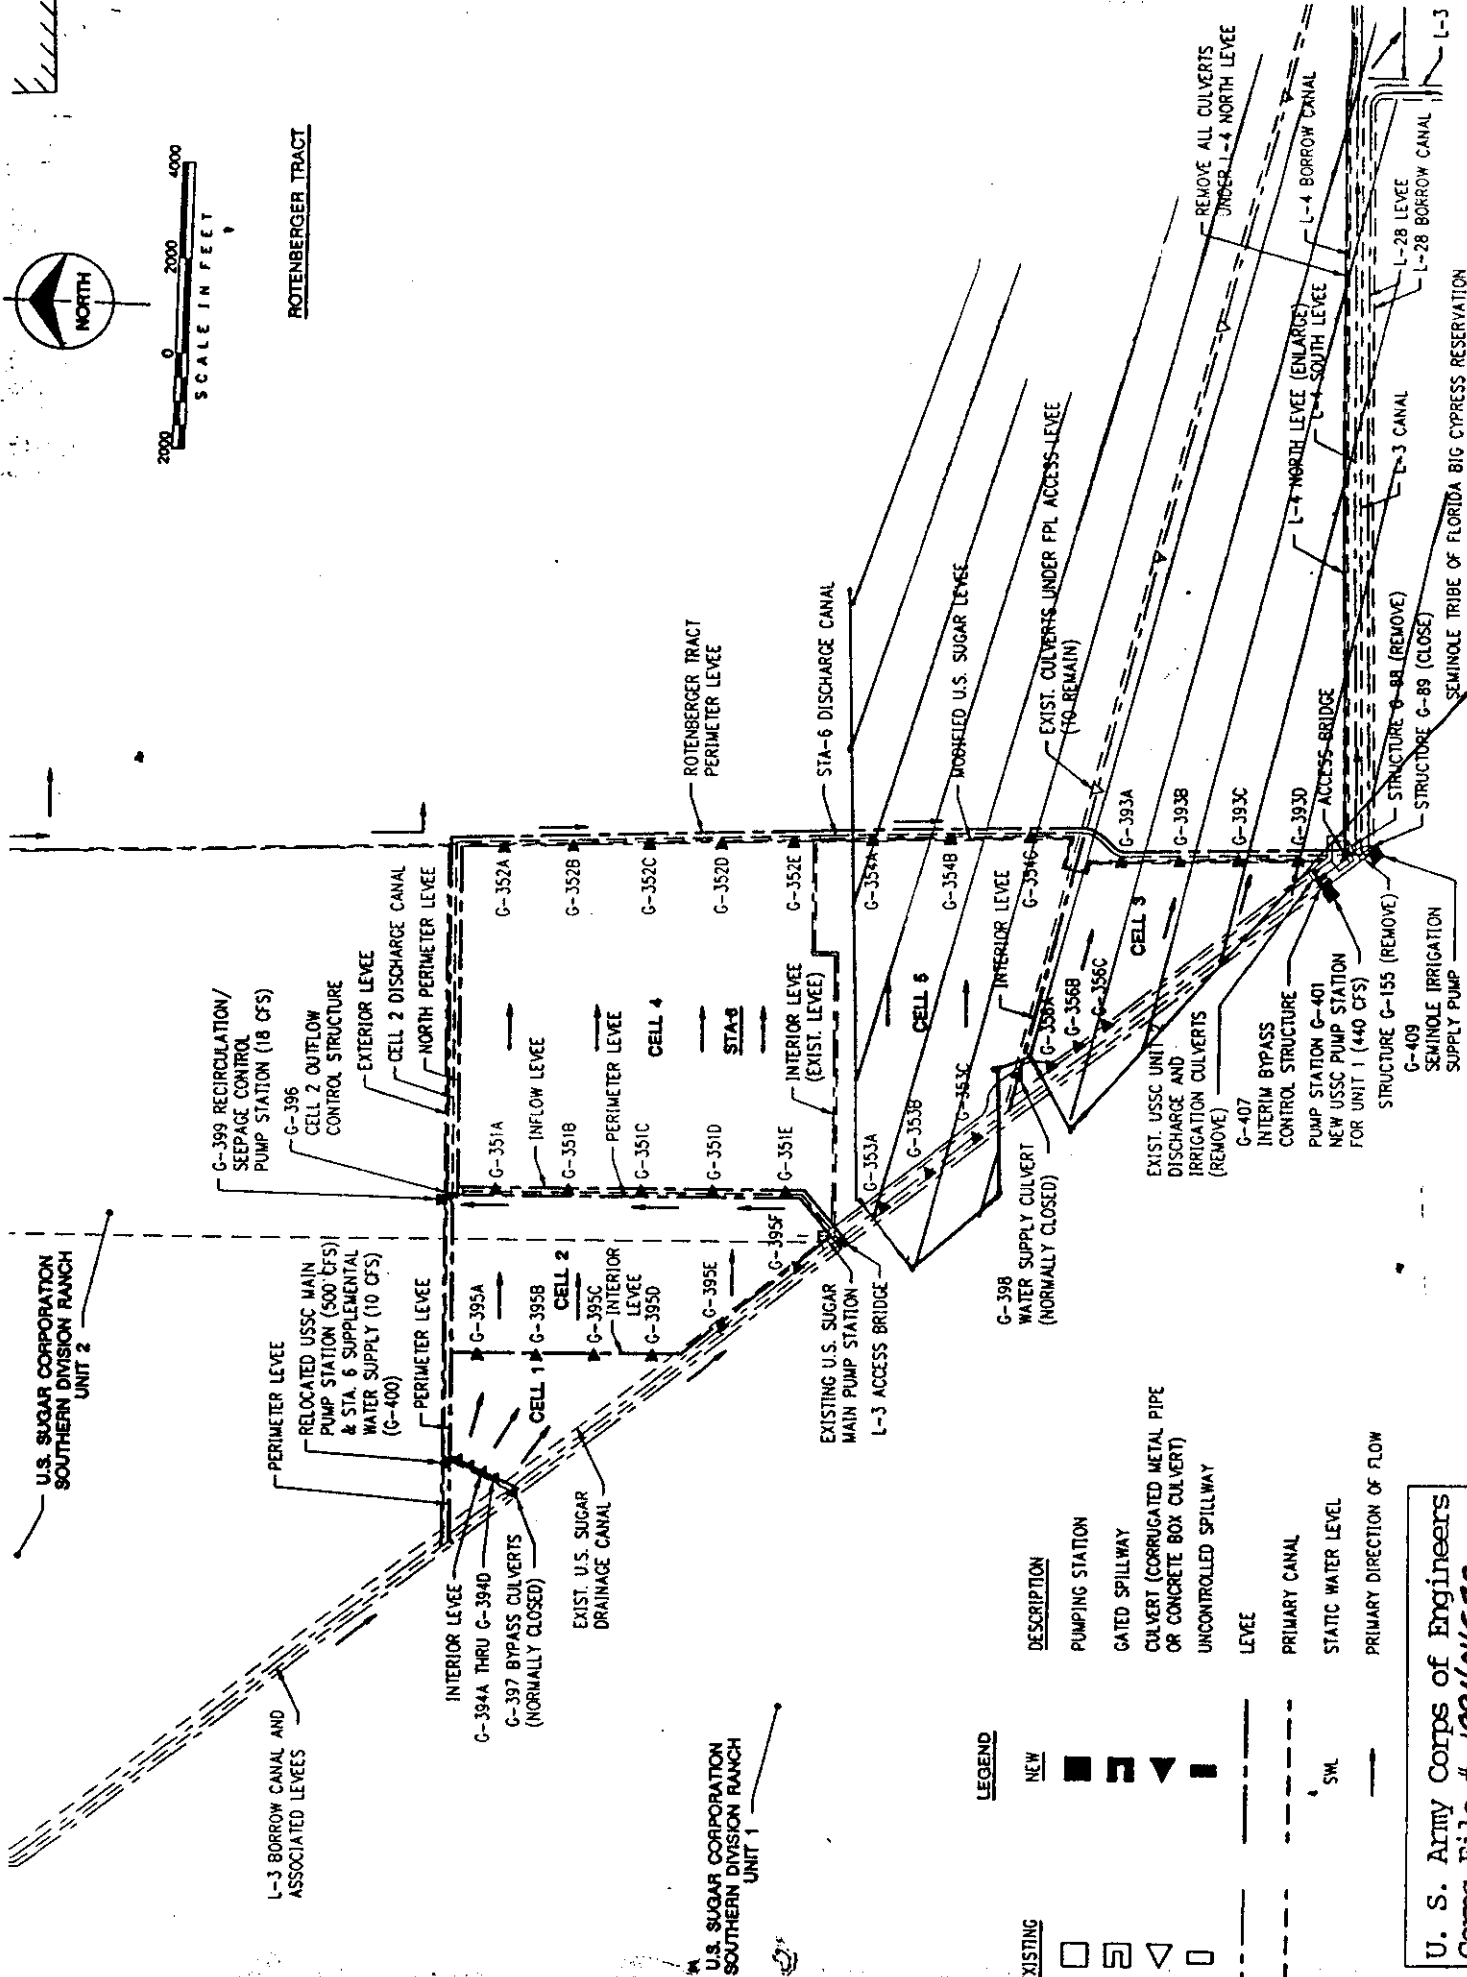 U.S. SUGAR CORPORATION
SOUTHERN DIVISION RANCH
UNIT 2
NORTH
2000
0
2000
4000
SCALE IN FEET
ROTENBERGER TRACT
L-3 BORROW CANAL AND
ASSOCIATED LEVEES
PERIMETER LEVEE
RELOCATED USSC MAIN
PUMP STATION (500 CFS)
& STA. 6 SUPPLEMENTAL
WATER SUPPLY (10 CFS)
(G-400)
PERIMETER LEVEE
G-399 RECIRCULATION/
SEEPAGE CONTROL
PUMP STATION (18 CFS)
G-396
CELL 2 OUTFLOW
CONTROL STRUCTURE
EXTERIOR LEVEE
CELL 2 DISCHARGE CANAL
NORTH PERIMETER LEVEE
INTERIOR LEVEE
G-394A THRU G-394D
G-397 BYPASS CULVERTS
(NORMALLY CLOSED)
EXIST. U.S. SUGAR
DRAINAGE CANAL
CELL 1
G-395A
G-395B
CELL 2
G-395C
INTERIOR
LEVEE
G-395D
G-395E
G-395F
G-351A
INFLOW LEVEE
G-351B
PERIMETER LEVEE
G-351C
G-351D
G-351E
CELL 4
STA-6
INTERIOR LEVEE
(EXIST. LEVEE)
G-352A
G-352B
G-352C
G-352D
G-352E
ROTENBERGER TRACT
PERIMETER LEVEE
STA-6 DISCHARGE CANAL
EXISTING U.S. SUGAR
MAIN PUMP STATION
L-3 ACCESS BRIDGE
G-353A
G-353B
G-353C
CELL 5
G-354A
G-354B
G-354C
MODIFIED U.S. SUGAR LEVEE
INTERIOR LEVEE
EXIST. CULVERTS UNDER FPL ACCESS LEVEE
(TO REMAIN)
G-398
WATER SUPPLY CULVERT
(NORMALLY CLOSED)
G-356A
G-356B
G-356C
CELL 3
G-393A
G-393B
G-393C
G-393D
EXIST. USSC UNIT 1
DISCHARGE AND
IRRIGATION CULVERTS
(REMOVE)
G-407
INTERIM BYPASS
CONTROL STRUCTURE
PUMP STATION G-401
NEW USSC PUMP STATION
FOR UNIT 1 (440 CFS)
STRUCTURE G-155 (REMOVE)
G-409
SEMINOLE IRRIGATION
SUPPLY PUMP
ACCESS BRIDGE
STRUCTURE G-88 (REMOVE)
STRUCTURE G-89 (CLOSE)
SEMINOLE TRIBE OF FLORIDA BIG CYPRESS RESERVATION
REMOVE ALL CULVERTS
UNDER L-4 NORTH LEVEE
L-4 BORROW CANAL
L-4 NORTH LEVEE (ENLARGE)
L-4 SOUTH LEVEE
L-3 CANAL
L-28 LEVEE
L-28 BORROW CANAL
L-3
U.S. SUGAR CORPORATION
SOUTHERN DIVISION RANCH
UNIT 1
LEGEND
XISTING
NEW
DESCRIPTION
PUMPING STATION
GATED SPILLWAY
CULVERT (CORRUGATED METAL PIPE
OR CONCRETE BOX CULVERT)
UNCONTROLLED SPILLWAY
LEVEE
PRIMARY CANAL
SWL
STATIC WATER LEVEL
PRIMARY DIRECTION OF FLOW
U. S. Army Corps of Engineers